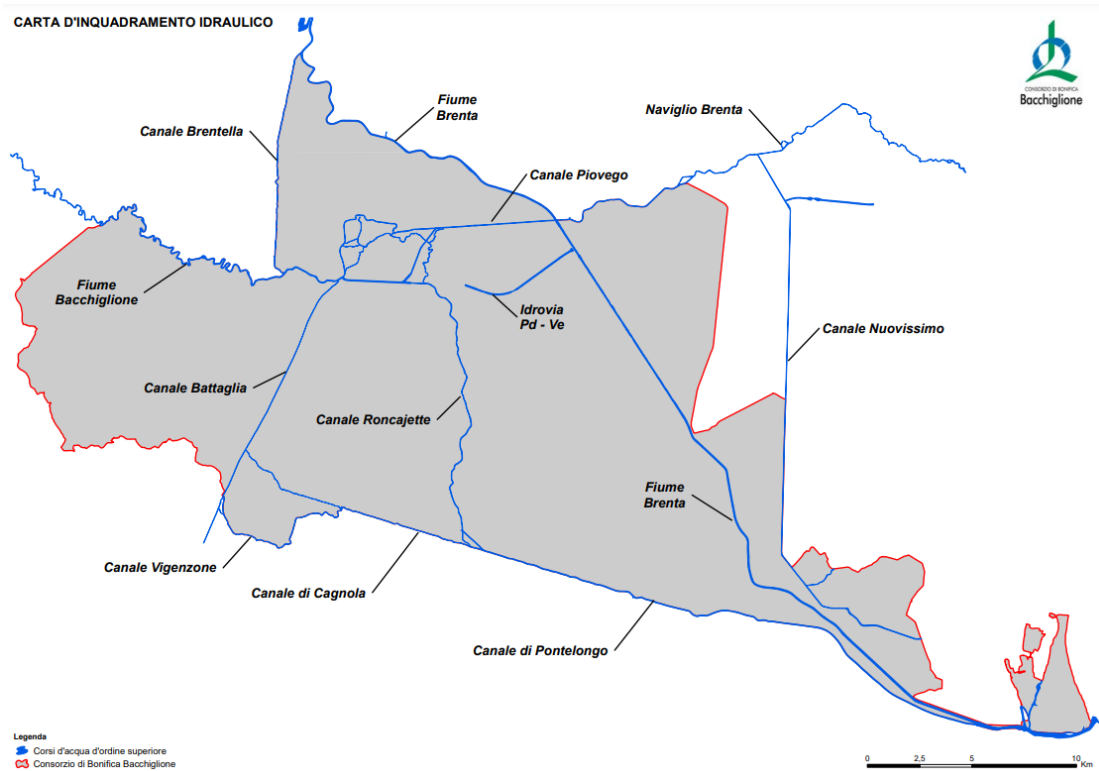 CARTA D'INQUADRAMENTO IDRAULICO
CONSORZIO DI BONIFICA
Bacchiglione
Fiume
Brenta
Naviglio Brenta
Canale Brentella
Canale Piovego
Fiume
Bacchiglione
Idrovia
Pd - Ve
Canale Nuovissimo
Canale Battaglia
Canale Roncajette
Fiume
Brenta
Canale Vigenzone
Canale di Cagnola
Canale di Pontelongo
Legenda
Corsi d'acqua d'ordine superiore
Consorzio di Bonifica Bacchiglione
0 2,5 5 10
Km